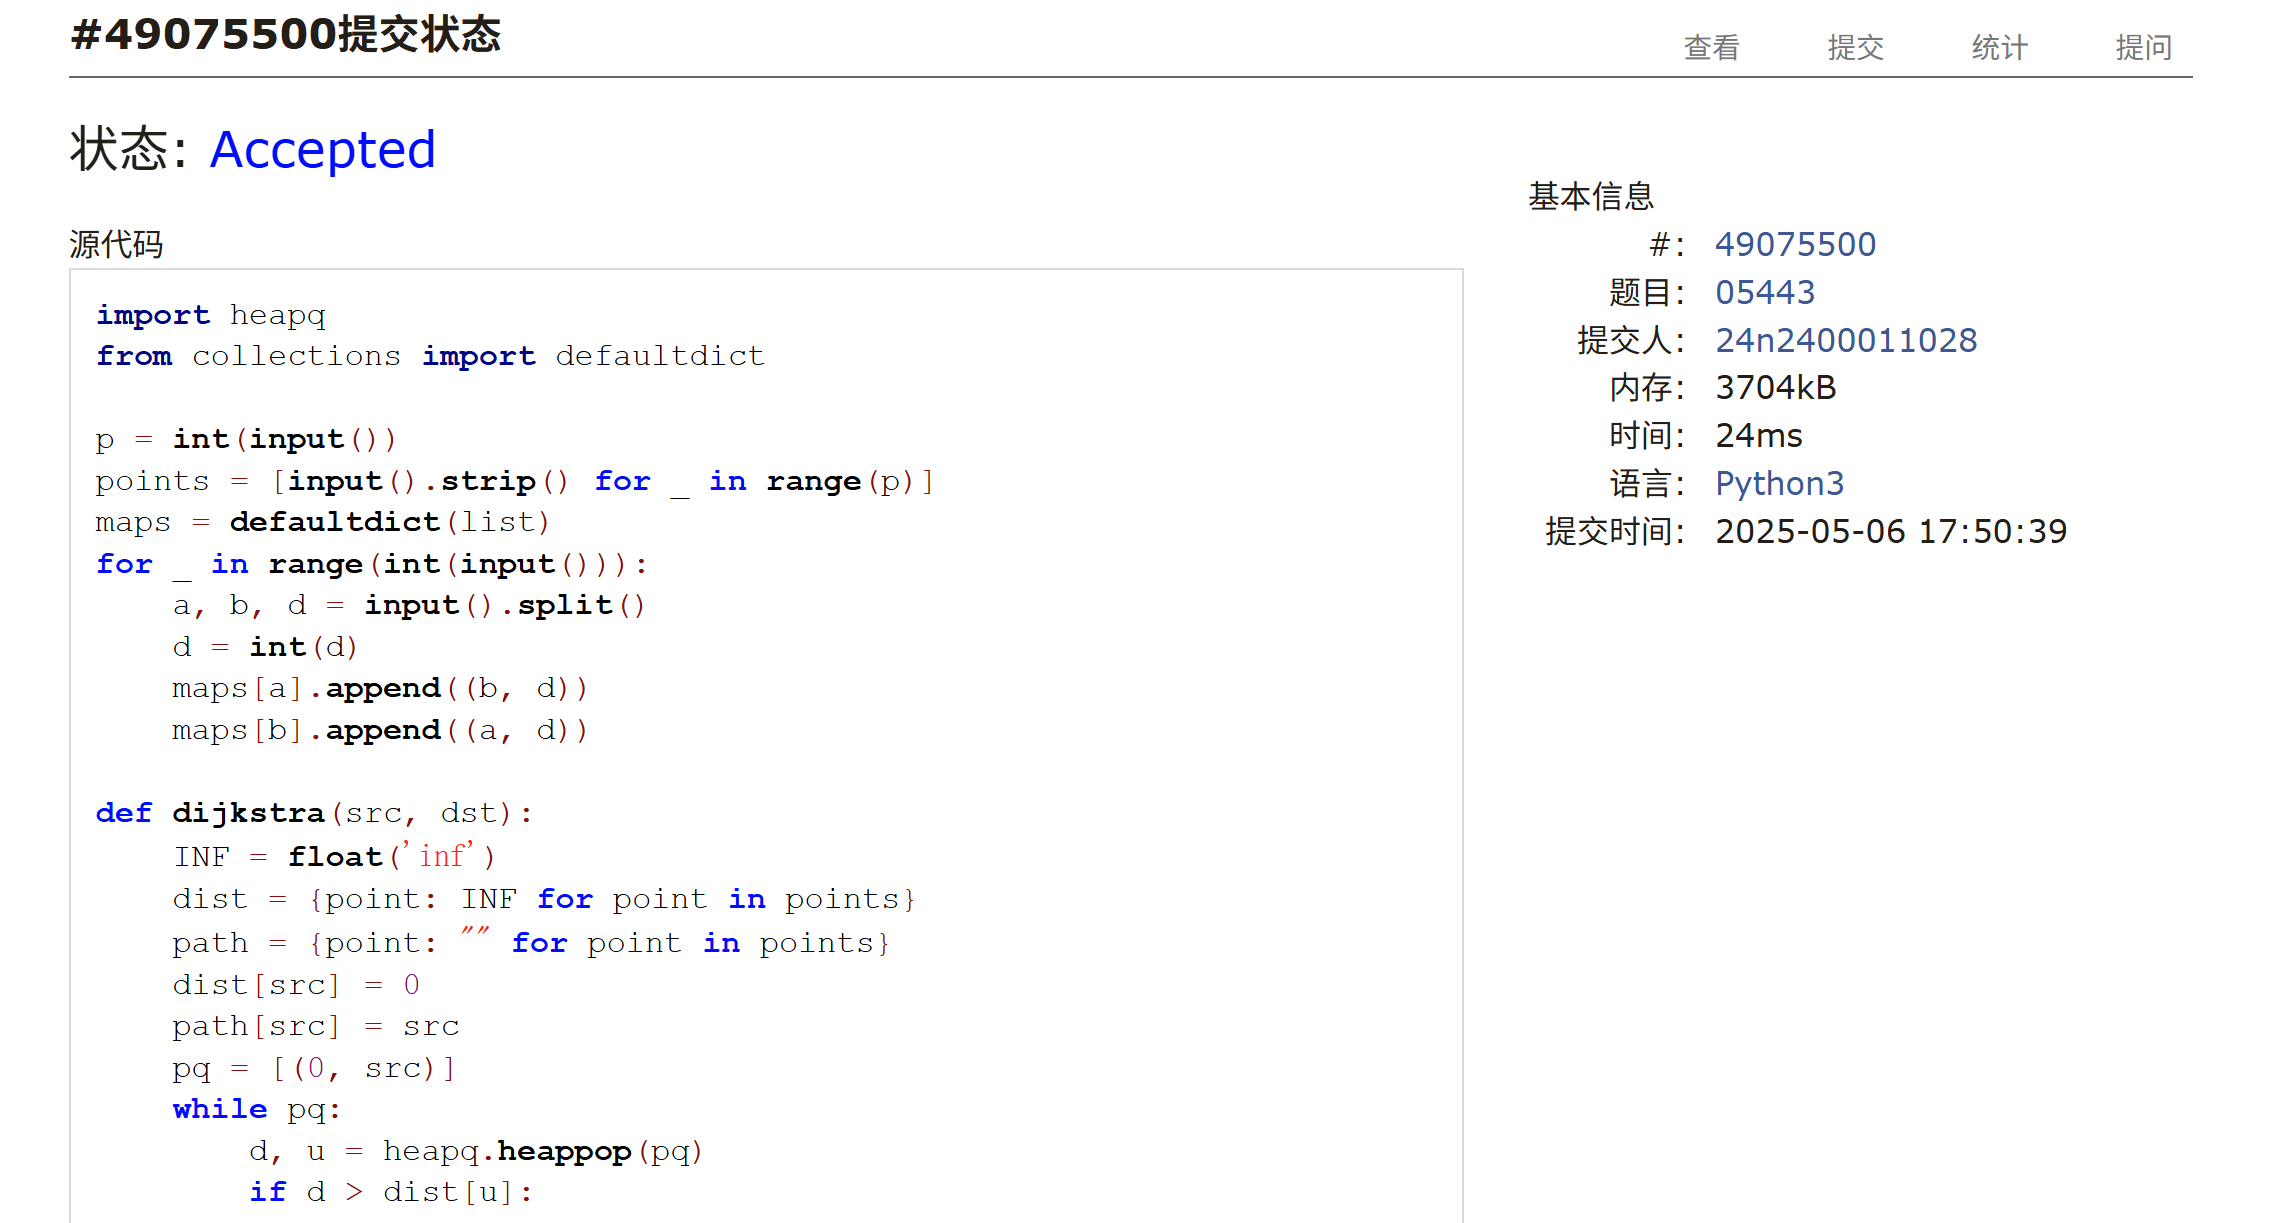 #49075500提交状态
查看 提交 统计 提问
状态: Accepted
源代码
import heapq
from collections import defaultdict

p = int(input())
points = [input().strip() for _ in range(p)]
maps = defaultdict(list)
for _ in range(int(input())):
    a, b, d = input().split()
    d = int(d)
    maps[a].append((b, d))
    maps[b].append((a, d))

def dijkstra(src, dst):
    INF = float('inf')
    dist = {point: INF for point in points}
    path = {point: "" for point in points}
    dist[src] = 0
    path[src] = src
    pq = [(0, src)]
    while pq:
        d, u = heapq.heappop(pq)
        if d > dist[u]:
基本信息
#: 49075500
题目: 05443
提交人: 24n2400011028
内存: 3704kB
时间: 24ms
语言: Python3
提交时间: 2025-05-06 17:50:39